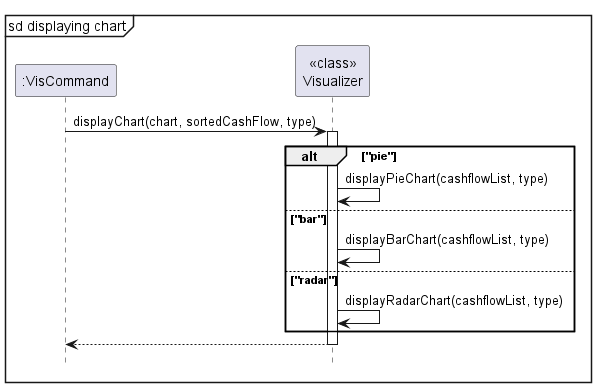 sd displaying chart
«class»
:VisCommand
Visualizer
displayChart(chart, sortedCashFlow, type)
alt ["pie"]
displayPieChart(cashflowList, type)
["bar"]
displayBarChart(cashflowList, type)
["radar"]
displayRadarChart(cashflowList, type)